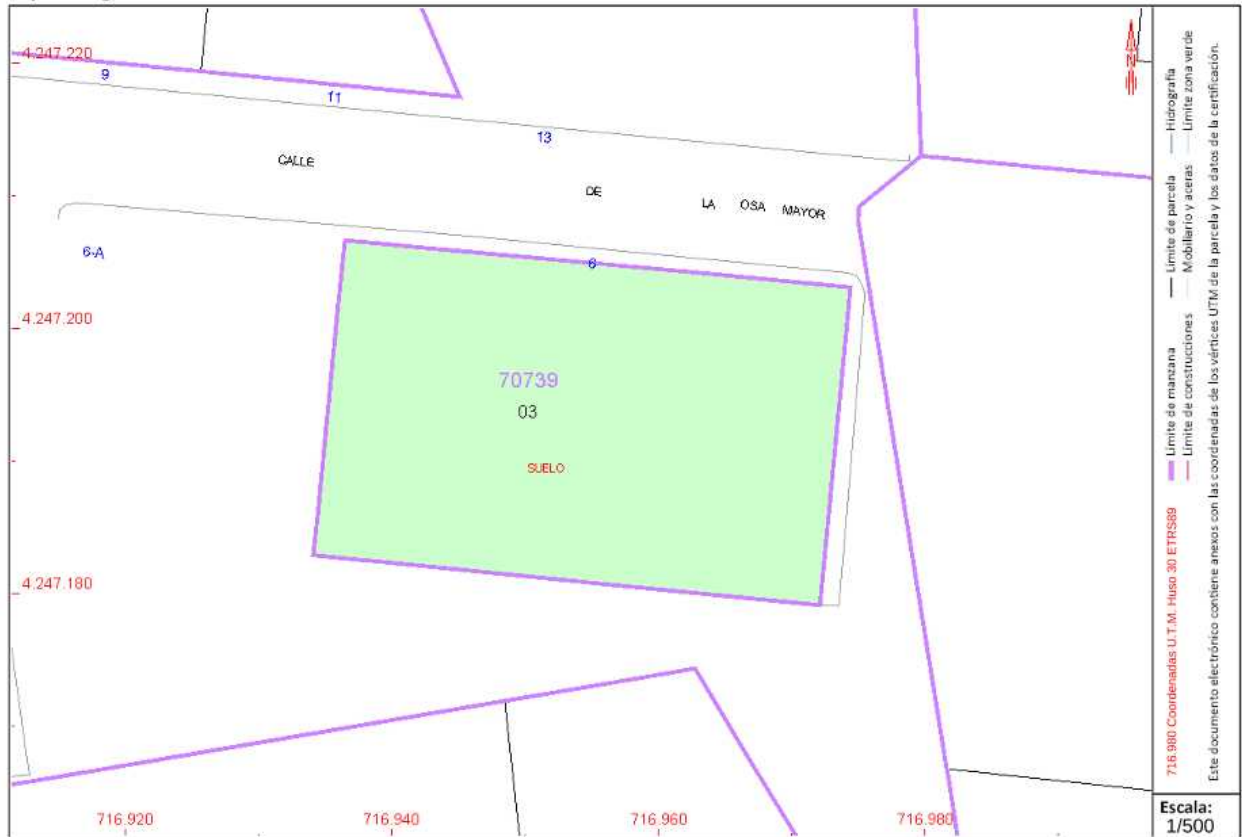 4.247.220
9
11
13
CALLE DE LA OSA MAYOR
6-A
6
4.247.200
70739
03
SUELO
4.247.180
716.920 716.940 716.960 716.980
N
716.980 Coordenadas U.T.M. Huso 30 ETRS89
Límite de manzana Límite de parcela Hidrografía
Límite de construcciones Mobiliario y aceras Límite zona verde
Este documento electrónico contiene anexos con las coordenadas de los vértices UTM de la parcela y los datos de la certificación.
Escala:
1/500